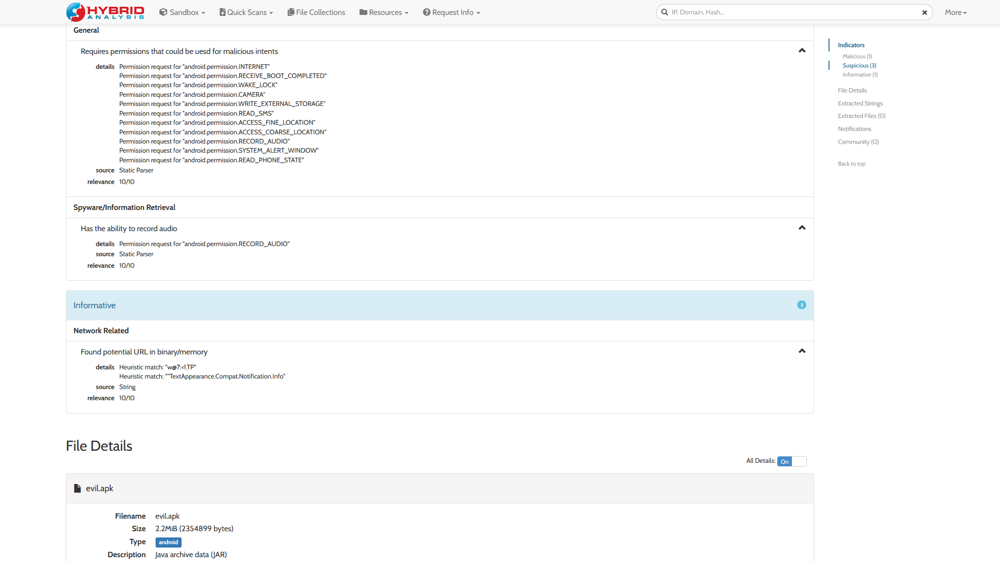 HYBRID
ANALYSIS
Sandbox
Quick Scans
File Collections
Resources
Request Info
IP, Domain, Hash...
More
General
Requires permissions that could be uesd for malicious intents
details Permission request for "android.permission.INTERNET"
Permission request for "android.permission.RECEIVE_BOOT_COMPLETED"
Permission request for "android.permission.WAKE_LOCK"
Permission request for "android.permission.CAMERA"
Permission request for "android.permission.WRITE_EXTERNAL_STORAGE"
Permission request for "android.permission.READ_SMS"
Permission request for "android.permission.ACCESS_FINE_LOCATION"
Permission request for "android.permission.ACCESS_COARSE_LOCATION"
Permission request for "android.permission.RECORD_AUDIO"
Permission request for "android.permission.SYSTEM_ALERT_WINDOW"
Permission request for "android.permission.READ_PHONE_STATE"
source Static Parser
relevance 10/10
Spyware/Information Retrieval
Has the ability to record audio
details Permission request for "android.permission.RECORD_AUDIO"
source Static Parser
relevance 10/10
Informative
1
Network Related
Found potential URL in binary/memory
details Heuristic match: "w@7:<!.TP"
Heuristic match: ""TextAppearance.Compat.Notification.Info"
source String
relevance 10/10
File Details
All Details: On
evil.apk
Filename evil.apk
Size 2.2MiB (2354899 bytes)
Type android
Description Java archive data (JAR)
Indicators
Malicious (1)
Suspicious (3)
Informative (1)
File Details
Extracted Strings
Extracted Files (0)
Notifications
Community (0)
Back to top